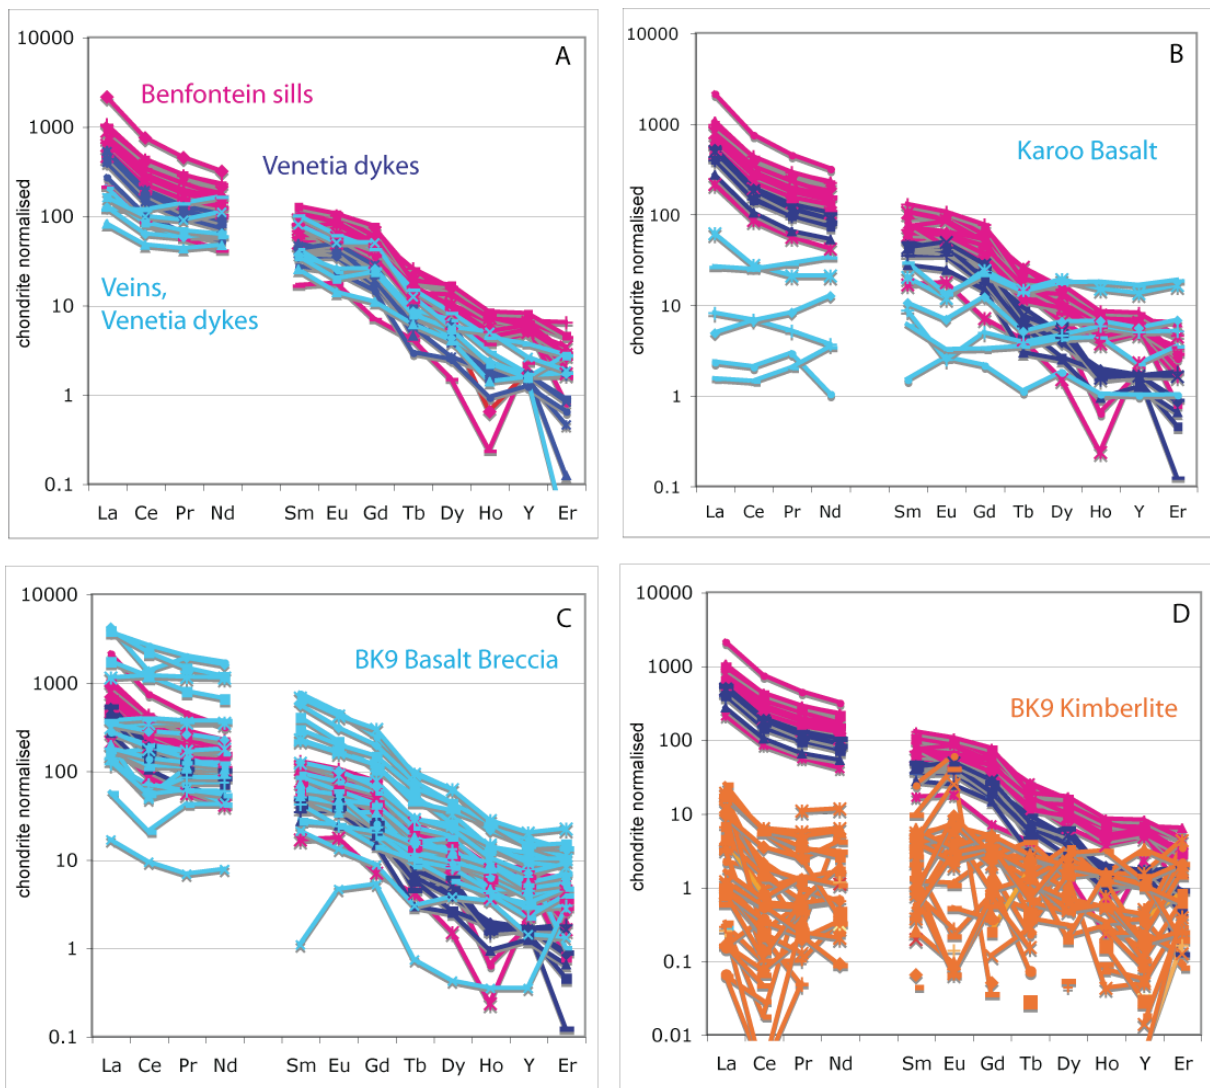 A
chondrite normalised
10000
1000
100
10
1
0.1
Benfontein sills
Venetia dykes
Veins,
Venetia dykes
La Ce Pr Nd Sm Eu Gd Tb Dy Ho Y Er
B
chondrite normalised
10000
1000
100
10
1
0.1
Karoo Basalt
La Ce Pr Nd Sm Eu Gd Tb Dy Ho Y Er
C
chondrite normalised
10000
1000
100
10
1
0.1
BK9 Basalt Breccia
La Ce Pr Nd Sm Eu Gd Tb Dy Ho Y Er
D
chondrite normalised
10000
1000
100
10
1
0.1
0.01
BK9 Kimberlite
La Ce Pr Nd Sm Eu Gd Tb Dy Ho Y Er